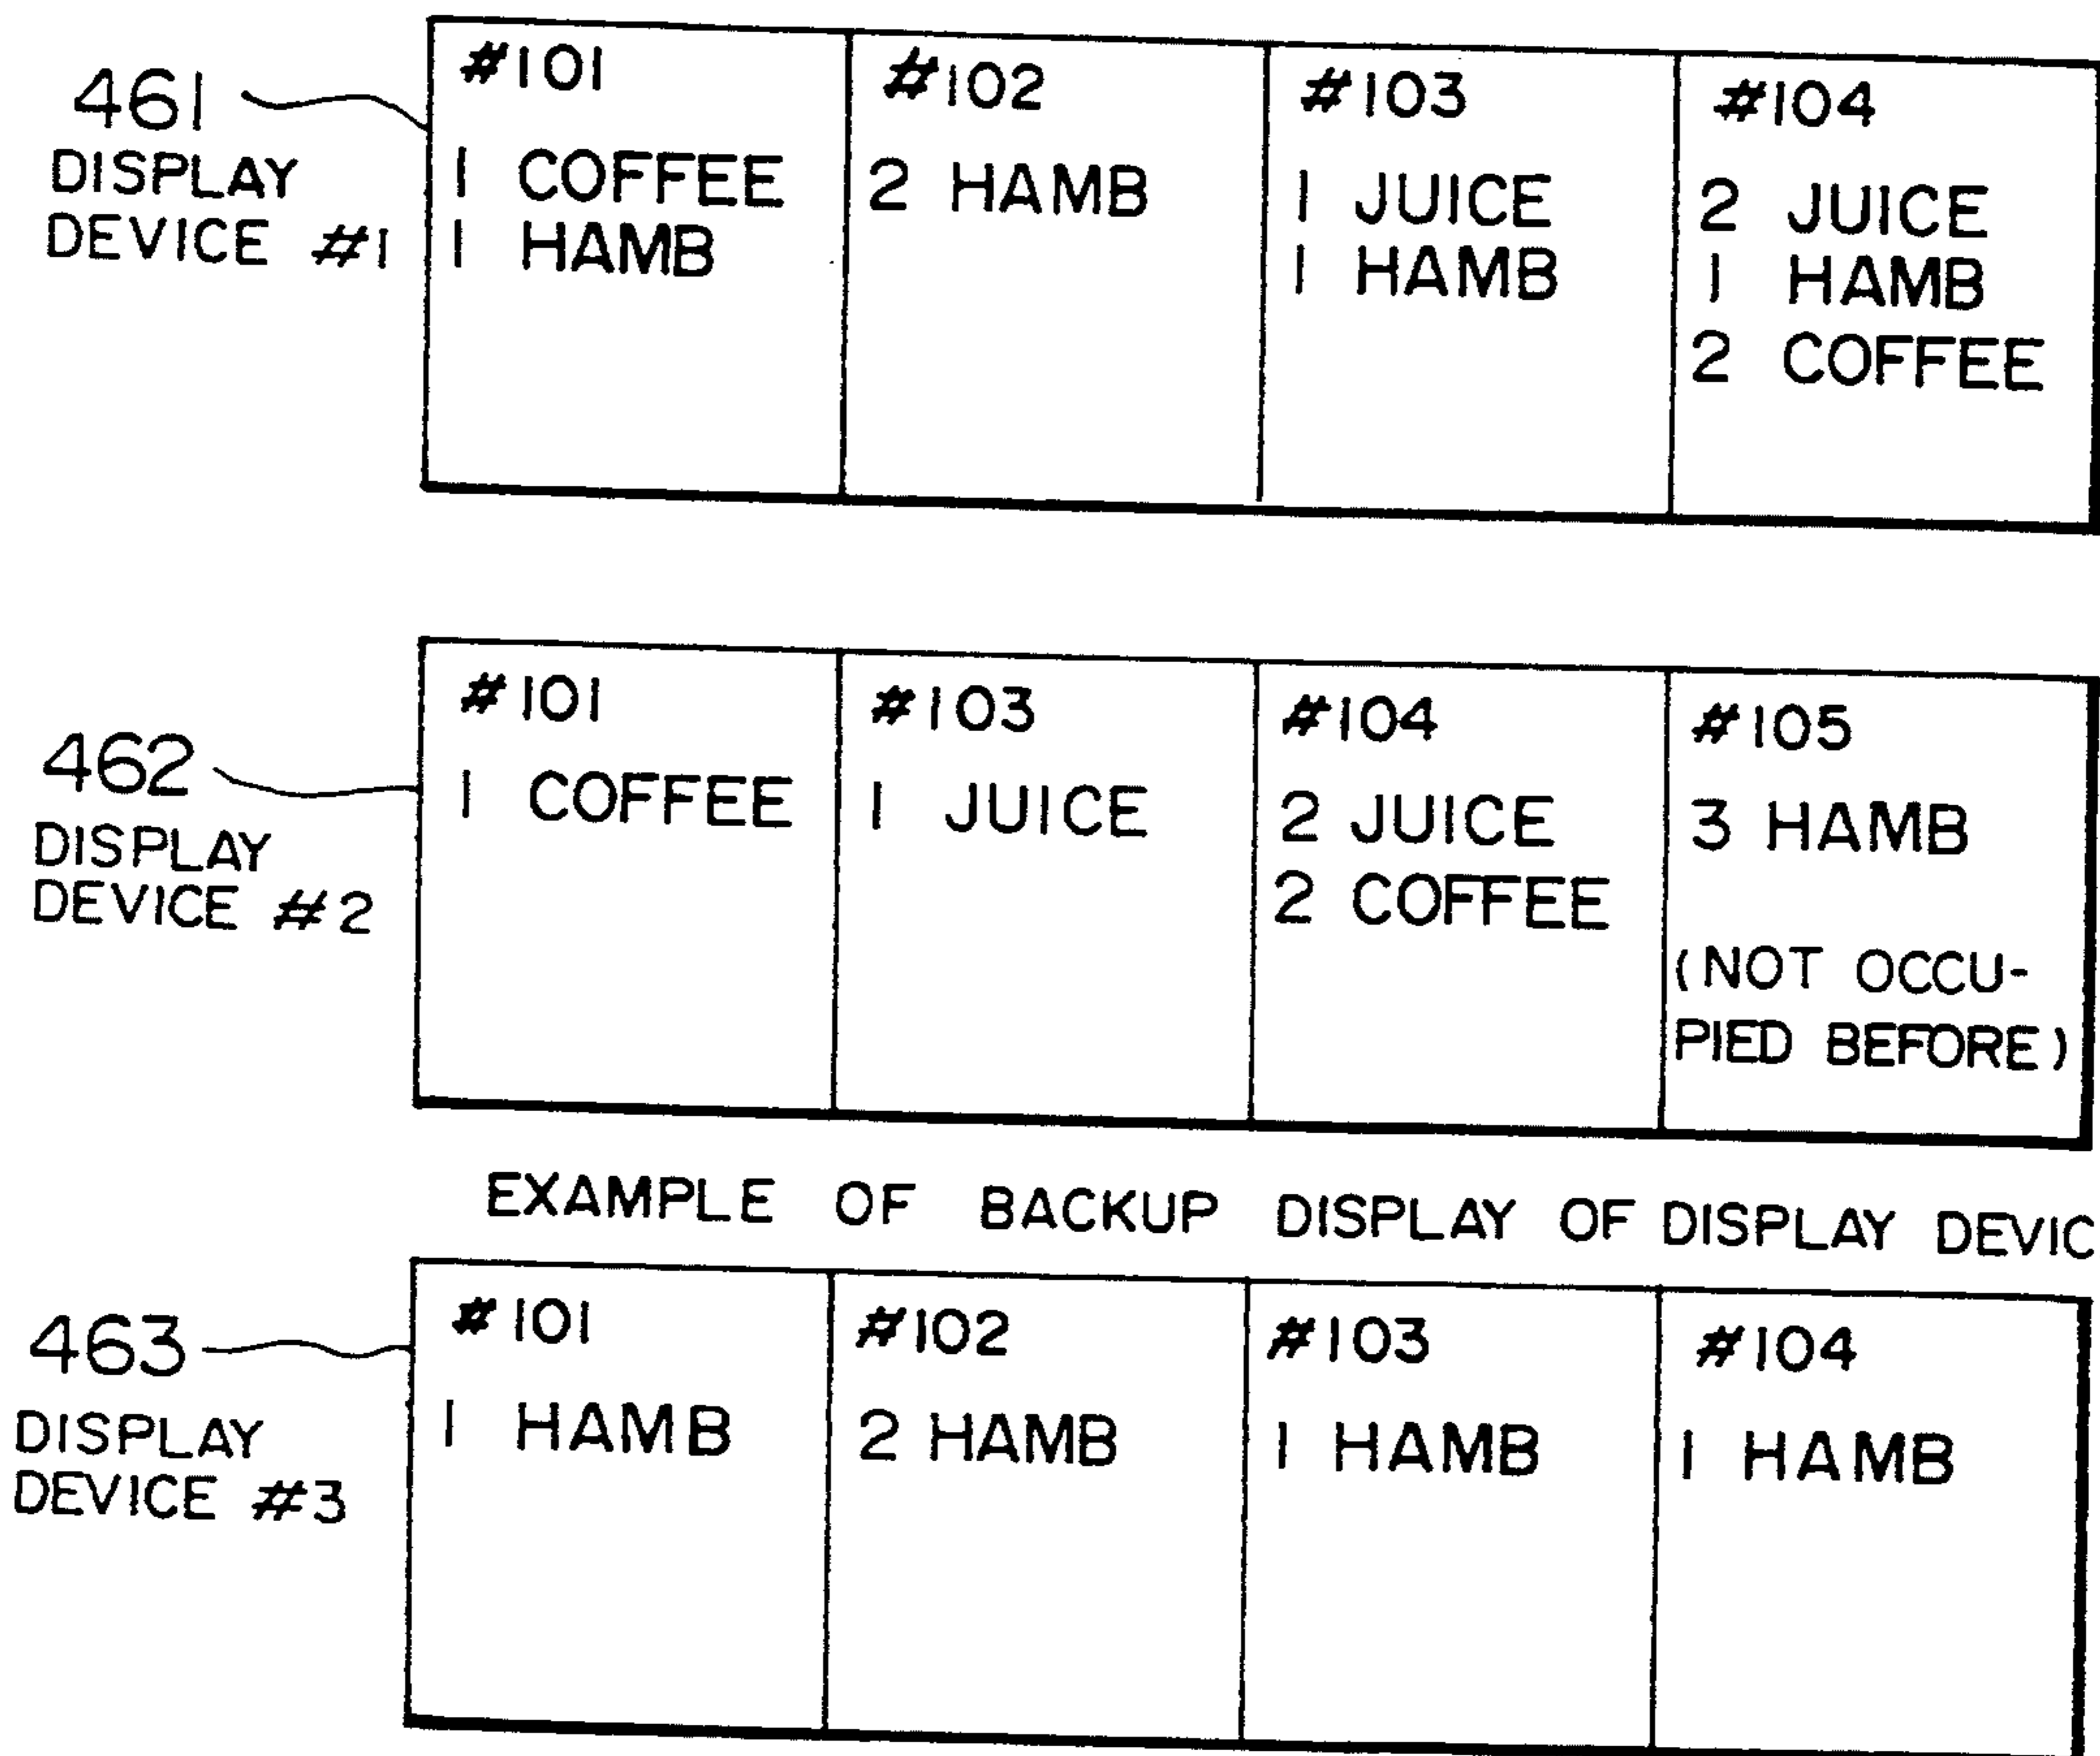 461
DISPLAY
DEVICE #1
#101
1 COFFEE
1 HAMB
#102
2 HAMB
#103
1 JUICE
1 HAMB
#104
2 JUICE
1 HAMB
2 COFFEE
462
DISPLAY
DEVICE #2
#101
1 COFFEE
#103
1 JUICE
#104
2 JUICE
2 COFFEE
#105
3 HAMB
(NOT OCCU-
PIED BEFORE)
EXAMPLE OF BACKUP DISPLAY OF DISPLAY DEVIC
463
DISPLAY
DEVICE #3
#101
1 HAMB
#102
2 HAMB
#103
1 HAMB
#104
1 HAMB